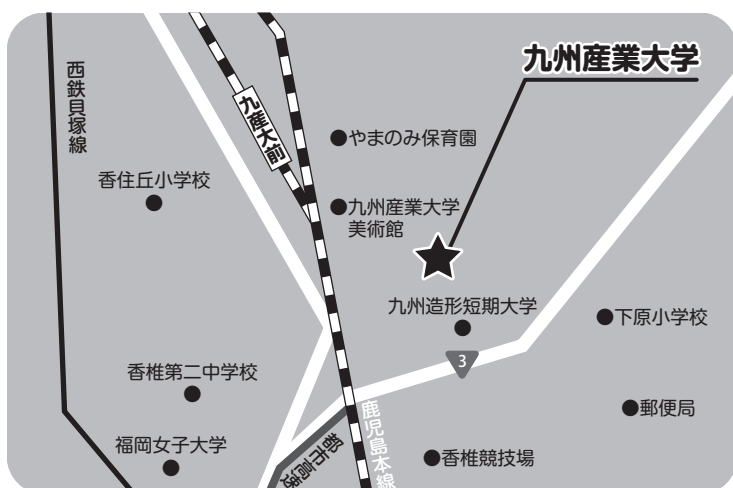 九州産業大学
西鉄貝塚線
九産大前
やまのみ保育園
香住丘小学校
九州産業大学
美術館
九州造形短期大学
下原小学校
3
香椎第二中学校
郵便局
鹿児島本線
福岡女子大学
都市高速
香椎競技場